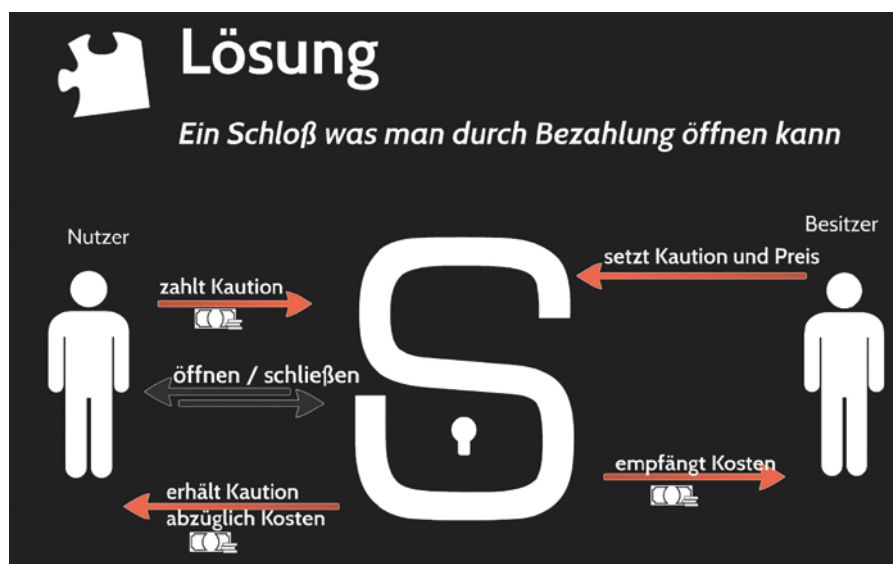 Lösung
Ein Schloß was man durch Bezahlung öffnen kann
Nutzer
Besitzer
setzt Kaution und Preis
zahlt Kaution
öffnen / schließen
empfängt Kosten
erhält Kaution
abzüglich Kosten